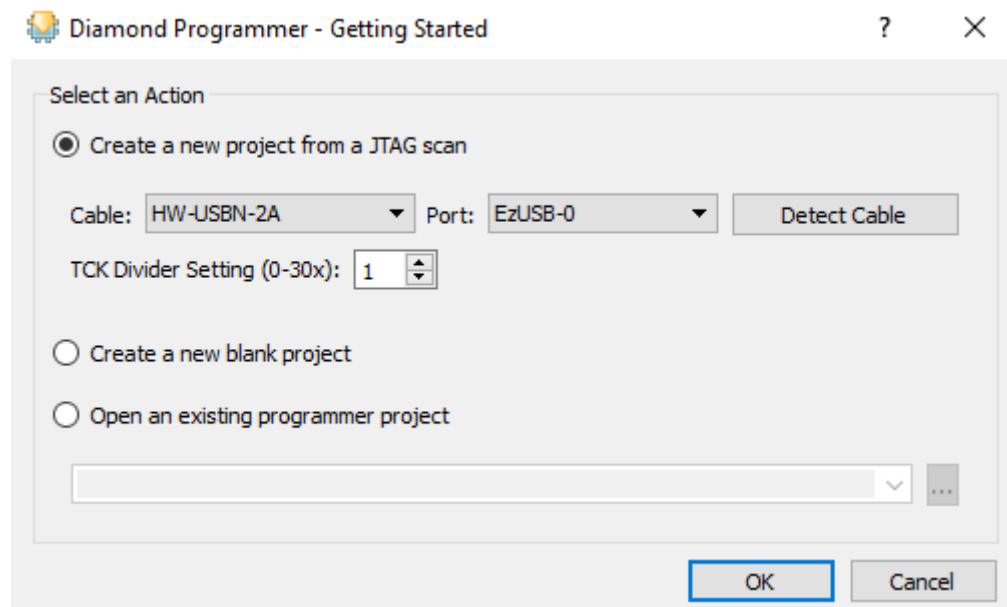 Diamond Programmer - Getting Started ? ×
Select an Action
Create a new project from a JTAG scan
Cable: HW-USBN-2A Port: EzUSB-0 Detect Cable
TCK Divider Setting (0-30x): 1
Create a new blank project
Open an existing programmer project
...
OK Cancel